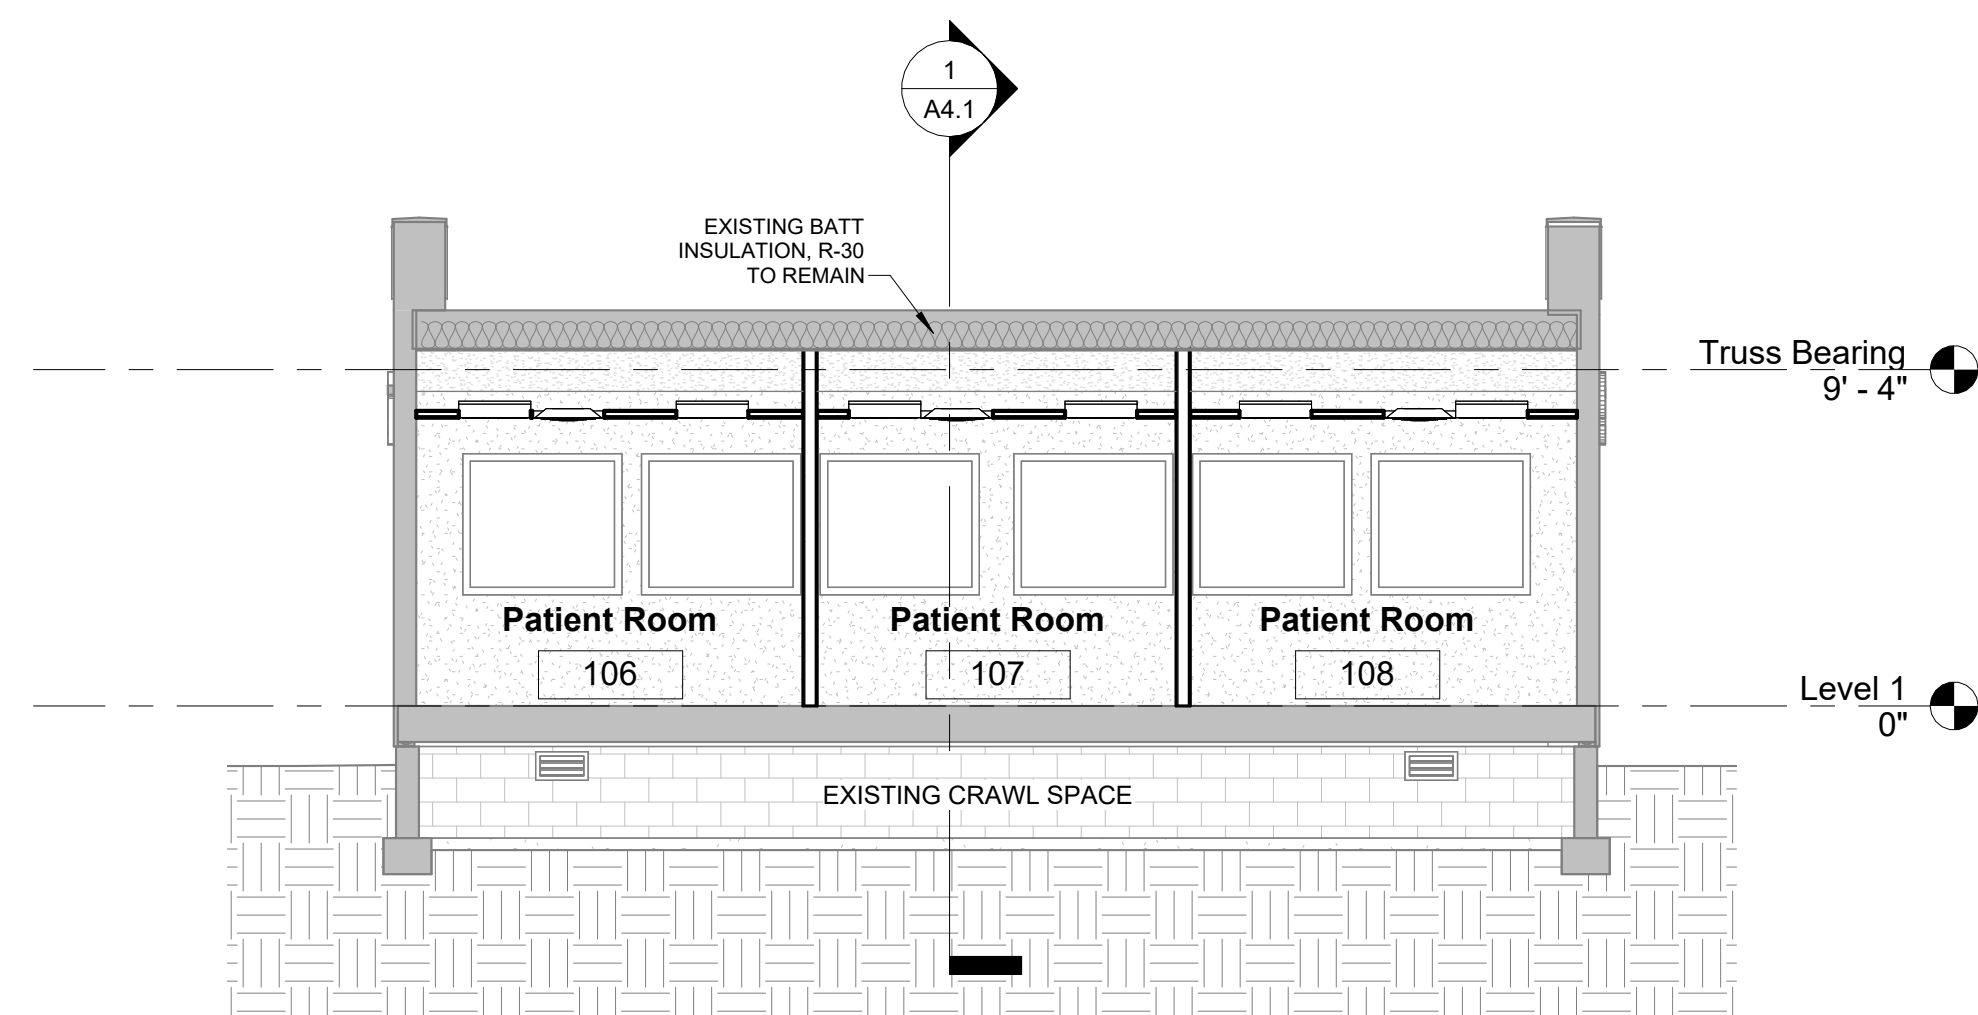 1
A4.1
EXISTING BATT
INSULATION, R-30
TO REMAIN
Truss Bearing
9' - 4"
Patient Room
106
Patient Room
107
Patient Room
108
Level 1
0"
EXISTING CRAWL SPACE